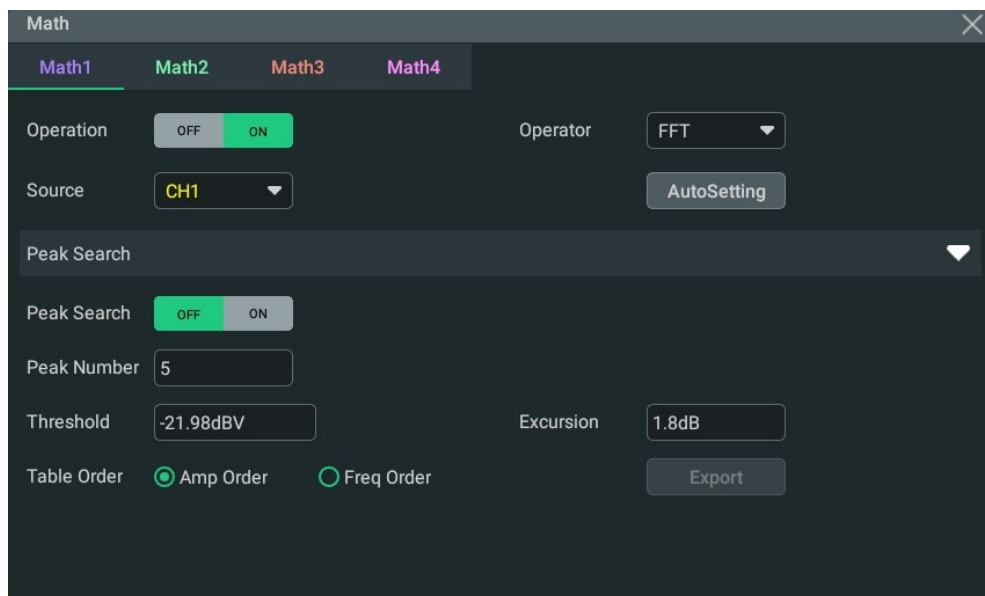 Math
Math1 Math2 Math3 Math4
Operation OFF ON Operator FFT
Source CH1 AutoSetting
Peak Search
Peak Search OFF ON
Peak Number 5
Threshold -21.98dBV Excursion 1.8dB
Table Order Amp Order Freq Order Export